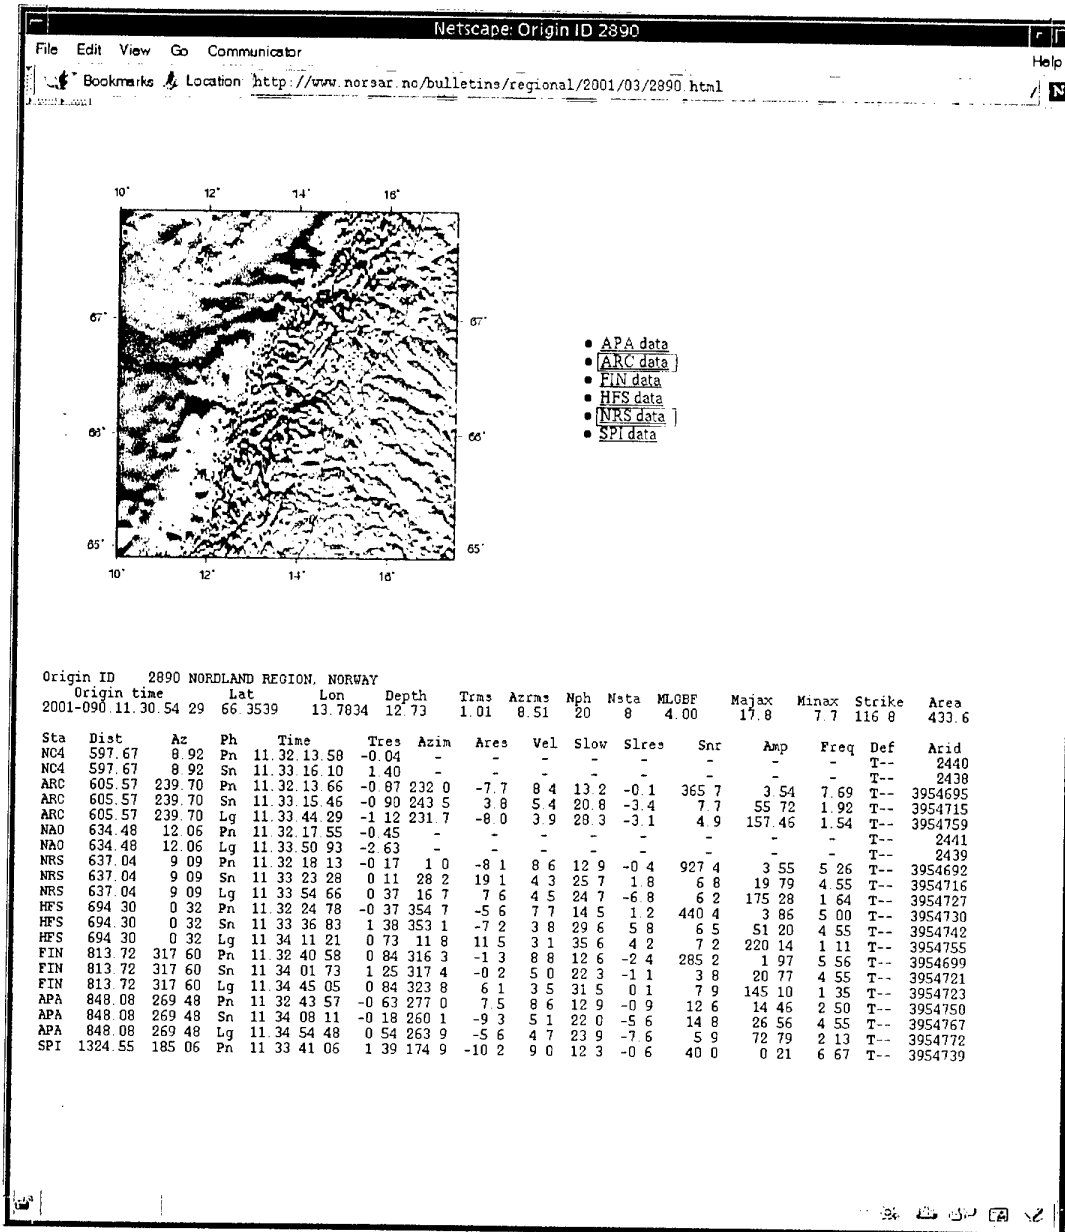 Netscape: Origin ID 2890
File Edit View Go Communicator Help
Bookmarks Location http://www.norsar.no/bulletins/regional/2001/03/2890.html
N
10° 12° 14° 16°
67° 67°
66° 66°
65° 65°
10° 12° 14° 16°
APA data
ARC data
FIN data
HFS data
NRS data
SPI data
Origin ID 2890 NORDLAND REGION, NORWAY
Origin time Lat Lon Depth Trms Azrms Nph Nsta MLGBF Majax Minax Strike Area
2001-090.11.30.54 29 66.3539 13.7834 12.73 1.01 8.51 20 8 4.00 17.8 7.7 116 8 433.6
Sta Dist Az Ph Time Tres Azim Ares Vel Slow Slres Snr Amp Freq Def Arid
NC4 597.67 8.92 Pn 11.32.13.58 -0.04 - - - - - - - - T-- 2440
NC4 597.67 8.92 Sn 11.33.16.10 1.40 - - - - - - - - T-- 2438
ARC 605.57 239.70 Pn 11.32.13.66 -0.87 232 0 -7.7 8 4 13.2 -0.1 365 7 3.54 7.69 T-- 3954695
ARC 605.57 239.70 Sn 11.33.15.46 -0 90 243 5 3.8 5.4 20.8 -3.4 7.7 55 72 1.92 T-- 3954715
ARC 605.57 239.70 Lg 11.33.44.29 -1 12 231.7 -8.0 3.9 28.3 -3.1 4.9 157.46 1.54 T-- 3954759
NAO 634.48 12.06 Pn 11.32.17.55 -0.45 - - - - - - - - T-- 2441
NAO 634.48 12.06 Lg 11.33.50 93 -2.63 - - - - - - - - T-- 2439
NRS 637.04 9 09 Pn 11.32 18 13 -0 17 1 0 -8 1 8 6 12 9 -0 4 927 4 3 55 5 26 T-- 3954692
NRS 637.04 9 09 Sn 11 33 23 28 0 11 28 2 19 1 4 3 25 7 1.8 6 8 19 79 4.55 T-- 3954716
NRS 637.04 9 09 Lg 11 33 54 66 0 37 16 7 7 6 4 5 24 7 -6.8 6 2 175 28 1 64 T-- 3954727
HFS 694 30 0 32 Pn 11.32 24 78 -0 37 354 7 -5 6 7 7 14 5 1.2 440 4 3 86 5 00 T-- 3954730
HFS 694 30 0 32 Sn 11 33 36 83 1 38 353 1 -7 2 3 8 29 6 5 8 6 5 51 20 4 55 T-- 3954742
HFS 694 30 0 32 Lg 11 34 11 21 0 73 11 8 11 5 3 1 35 6 4 2 7 2 220 14 1 11 T-- 3954755
FIN 813.72 317 60 Pn 11 32 40 58 0 84 316 3 -1 3 8 8 12 6 -2 4 285 2 1 97 5 56 T-- 3954699
FIN 813.72 317 60 Sn 11 34 01 73 1 25 317 4 -0 2 5 0 22 3 -1 1 3 8 20 77 4 55 T-- 3954721
FIN 813.72 317 60 Lg 11.34 45 05 0 84 323 8 6 1 3 5 31 5 0 1 7 9 145 10 1 35 T-- 3954723
APA 848.08 269 48 Pn 11 32 43 57 -0 63 277 0 7.5 8 6 12 9 -0 9 12 6 14 46 2 50 T-- 3954750
APA 848.08 269 48 Sn 11 34 08 11 -0 18 260 1 -9 3 5 1 22 0 -5 6 14 8 26 56 4 55 T-- 3954767
APA 848.08 269 48 Lg 11.34 54 48 0 54 263 9 -5 6 4 7 23 9 -7.6 5 9 72 79 2 13 T-- 3954772
SPI 1324.55 185 06 Pn 11 33 41 06 1 39 174 9 -10 2 9 0 12 3 -0 6 40 0 0 21 6 67 T-- 3954739